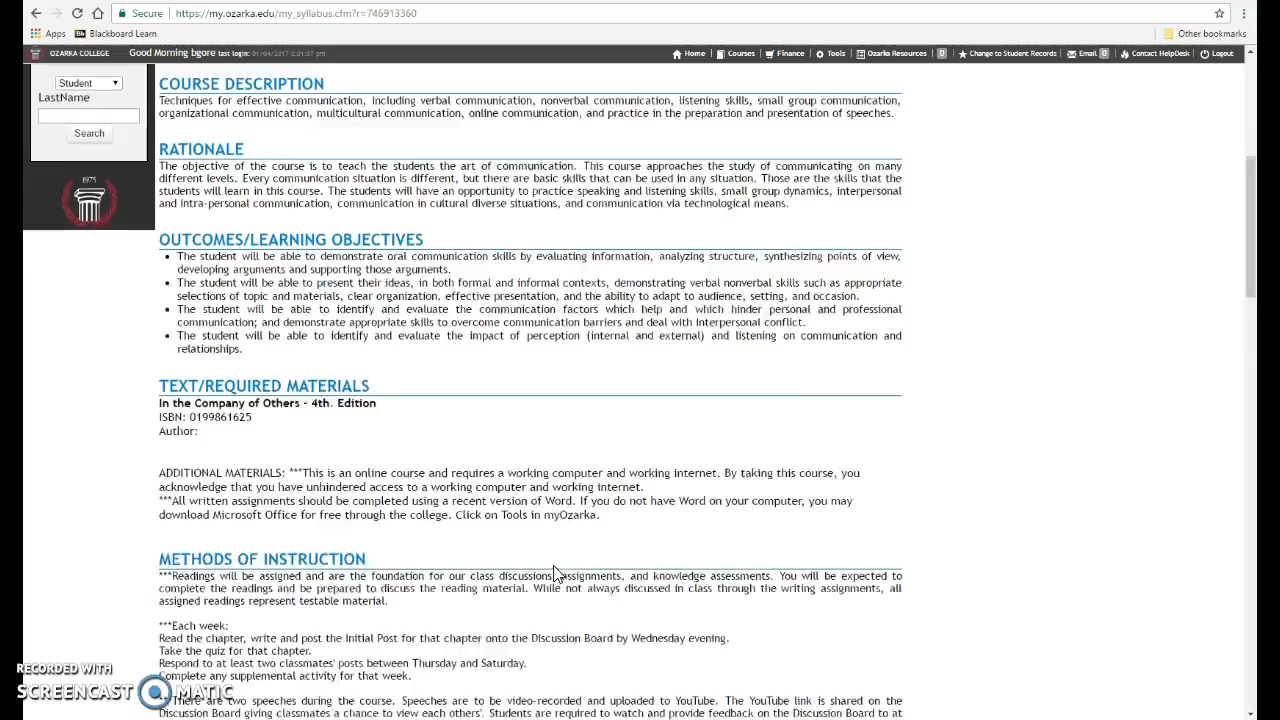 Secure https://my.ozarka.edu/my_syllabus.cfm?r=746913360
Apps Bb Blackboard Learn Other bookmarks
OZARKA COLLEGE Good Morning bgore last login: 01/04/2017 2:01:07 pm Home Courses Finance Tools Ozarka Resources 0 Change to Student Records Email 0 Contact HelpDesk Logout
Student
LastName
Search
1975
COURSE DESCRIPTION
Techniques for effective communication, including verbal communication, nonverbal communication, listening skills, small group communication,
organizational communication, multicultural communication, online communication, and practice in the preparation and presentation of speeches.
RATIONALE
The objective of the course is to teach the students the art of communication. This course approaches the study of communicating on many
different levels. Every communication situation is different, but there are basic skills that can be used in any situation. Those are the skills that the
students will learn in this course. The students will have an opportunity to practice speaking and listening skills, small group dynamics, interpersonal
and intra-personal communication, communication in cultural diverse situations, and communication via technological means.
OUTCOMES/LEARNING OBJECTIVES
• The student will be able to demonstrate oral communication skills by evaluating information, analyzing structure, synthesizing points of view,
developing arguments and supporting those arguments.
• The student will be able to present their ideas, in both formal and informal contexts, demonstrating verbal nonverbal skills such as appropriate
selections of topic and materials, clear organization, effective presentation, and the ability to adapt to audience, setting, and occasion.
• The student will be able to identify and evaluate the communication factors which help and which hinder personal and professional
communication; and demonstrate appropriate skills to overcome communication barriers and deal with interpersonal conflict.
• The student will be able to identify and evaluate the impact of perception (internal and external) and listening on communication and
relationships.
TEXT/REQUIRED MATERIALS
In the Company of Others - 4th. Edition
ISBN: 0199861625
Author:
ADDITIONAL MATERIALS: ***This is an online course and requires a working computer and working internet. By taking this course, you
acknowledge that you have unhindered access to a working computer and working internet.
***All written assignments should be completed using a recent version of Word. If you do not have Word on your computer, you may
download Microsoft Office for free through the college. Click on Tools in myOzarka.
METHODS OF INSTRUCTION
***Readings will be assigned and are the foundation for our class discussions, assignments, and knowledge assessments. You will be expected to
complete the readings and be prepared to discuss the reading material. While not always discussed in class through the writing assignments, all
assigned readings represent testable material.
***Each week:
Read the chapter, write and post the Initial Post for that chapter onto the Discussion Board by Wednesday evening.
Take the quiz for that chapter.
Respond to at least two classmates' posts between Thursday and Saturday.
Complete any supplemental activity for that week.
There are two speeches during the course. Speeches are to be video-recorded and uploaded to YouTube. The YouTube link is shared on the
Discussion Board giving classmates a chance to view each others'. Students are required to watch and provide feedback on the Discussion Board to at
RECORDED WITH
SCREENCAST MATIC